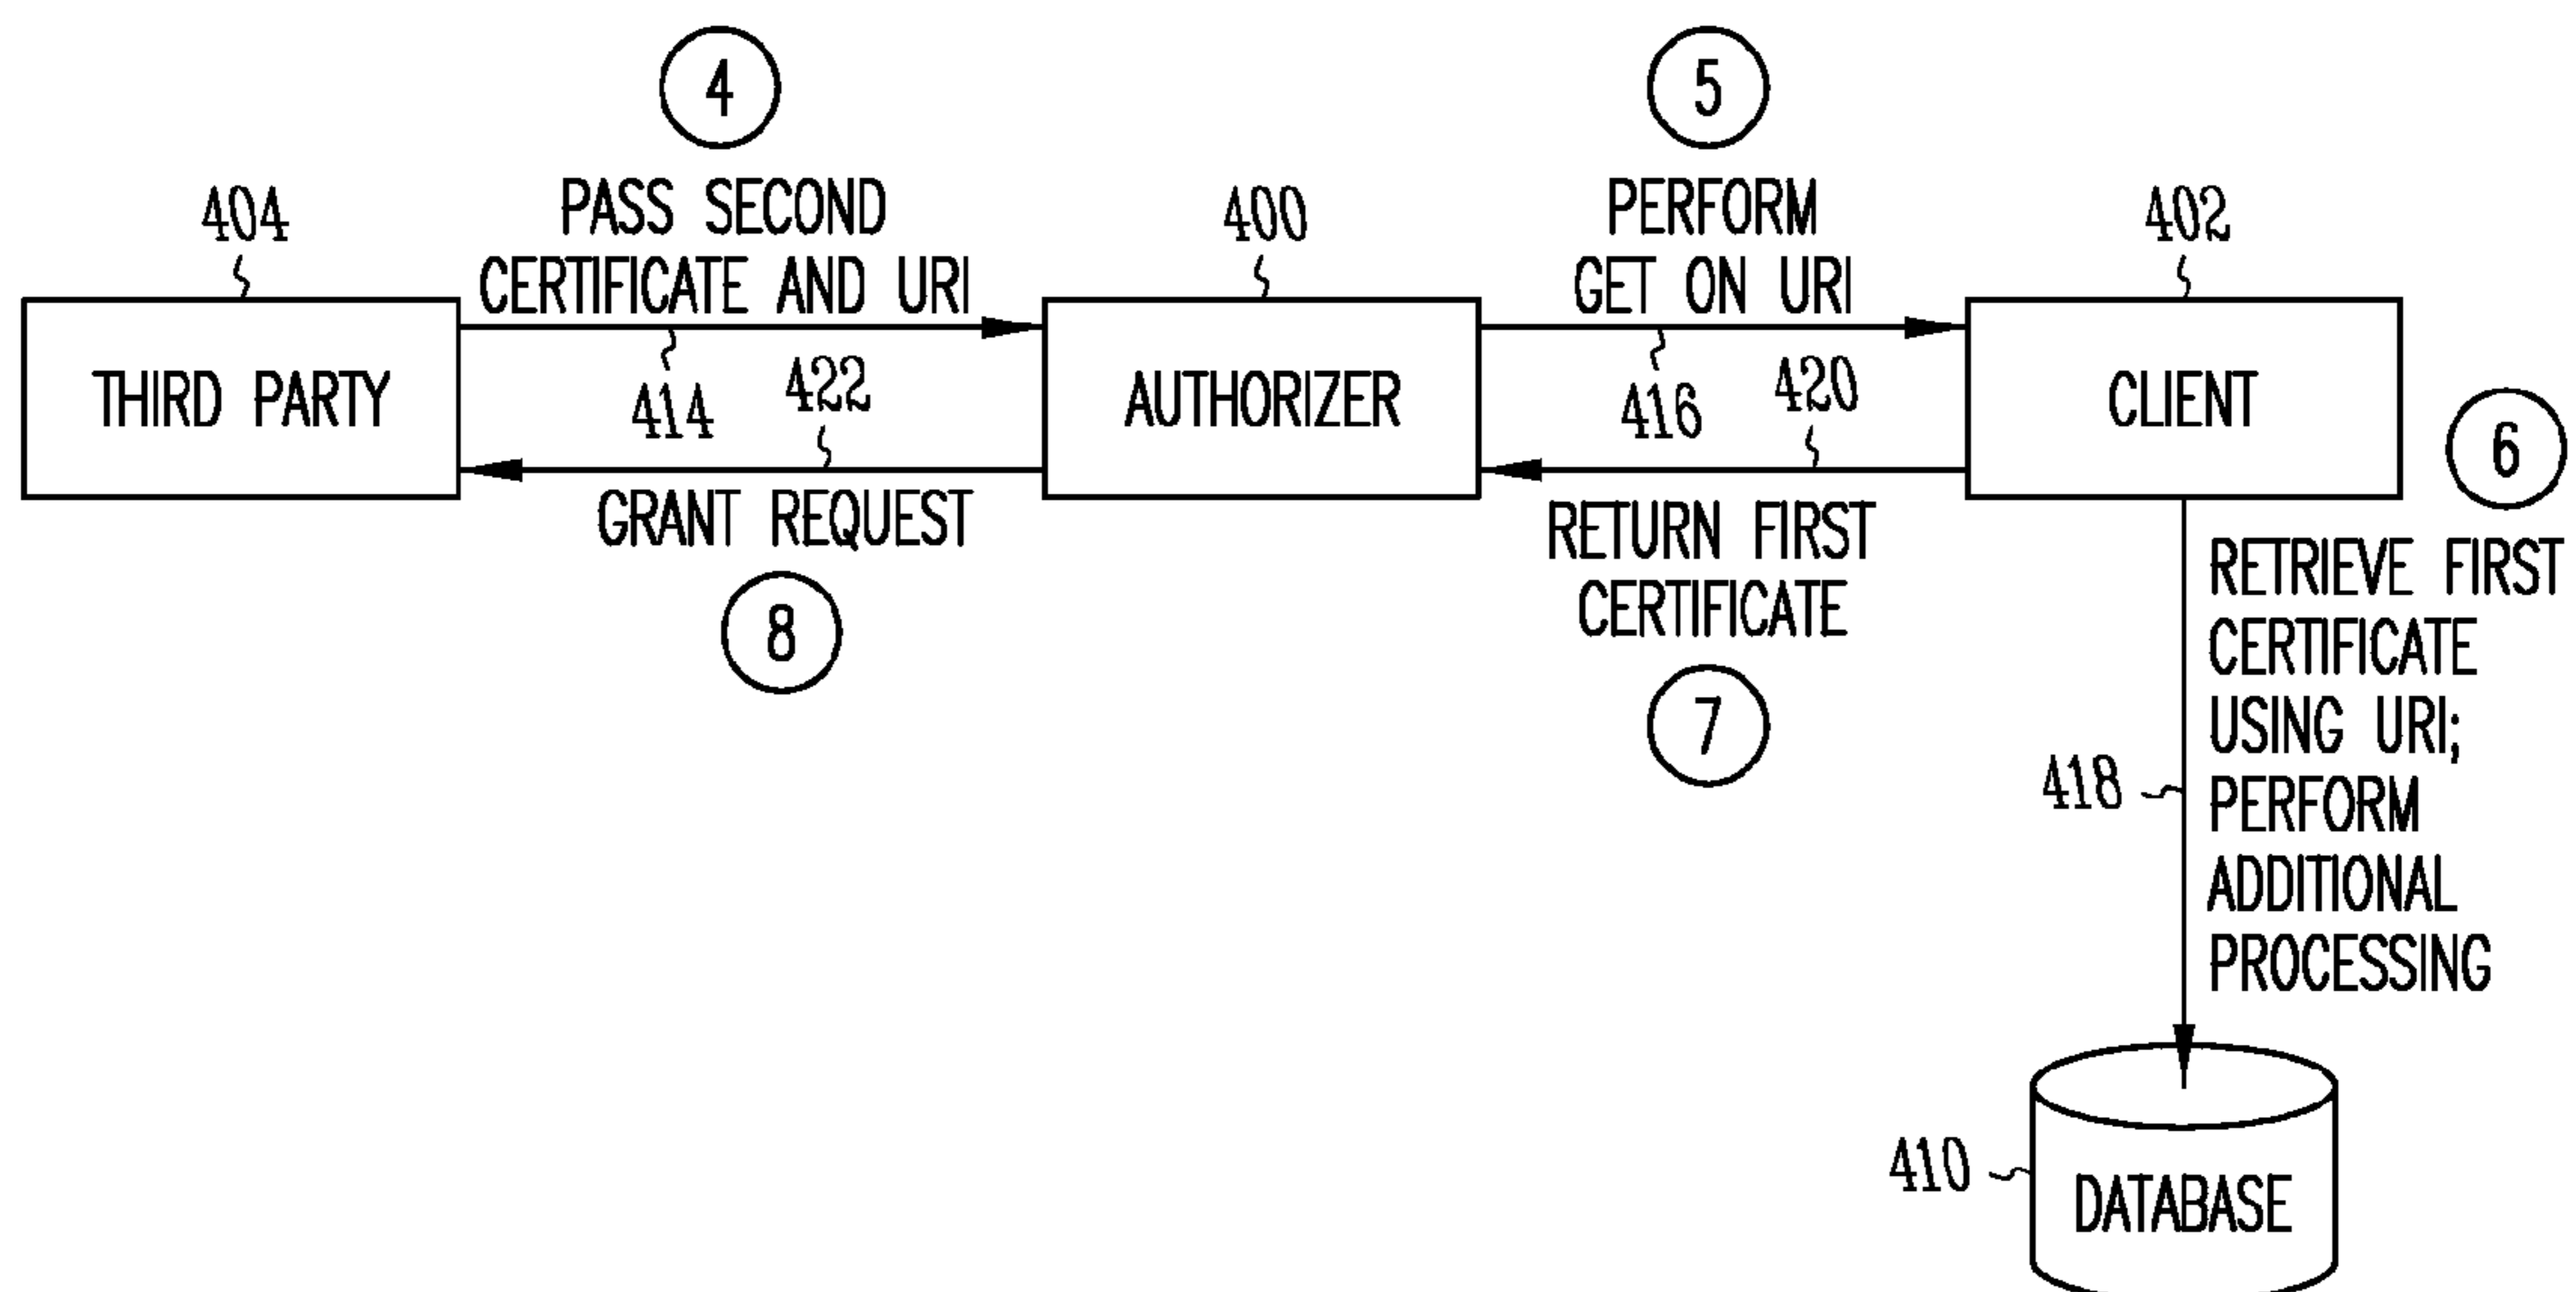 4
PASS SECOND
CERTIFICATE AND URI
5
PERFORM
GET ON URI
404
400
402
THIRD PARTY
414
422
AUTHORIZER
416
420
CLIENT
6
GRANT REQUEST
8
RETURN FIRST
CERTIFICATE
7
RETRIEVE FIRST
CERTIFICATE
USING URI;
PERFORM
ADDITIONAL
PROCESSING
418
410
DATABASE